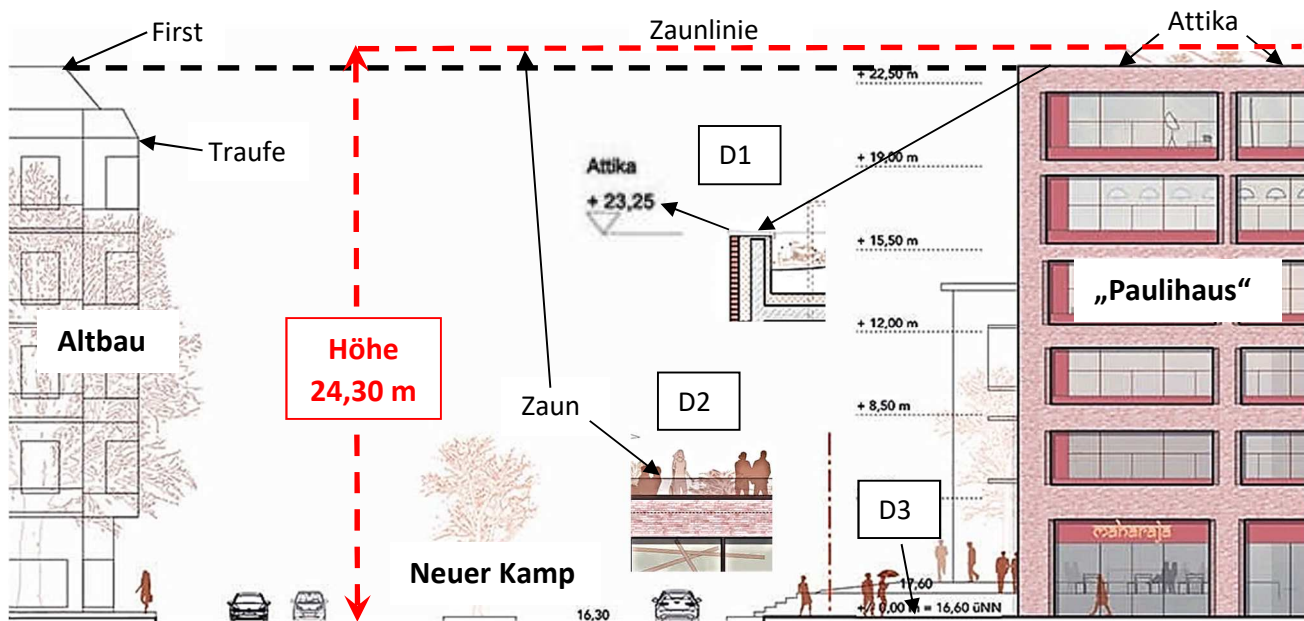 First
Zaunlinie
Attika
+ 22,50 m
Traufe
D1
+ 19,00 m
Attika
+ 23,25
+ 15,50 m
„Paulihaus“
Altbau
Höhe
24,30 m
+ 12,00 m
Zaun
D2
+ 8,50 m
D3
maharaja
Neuer Kamp
17.60
16,30
= 16,60 üNN